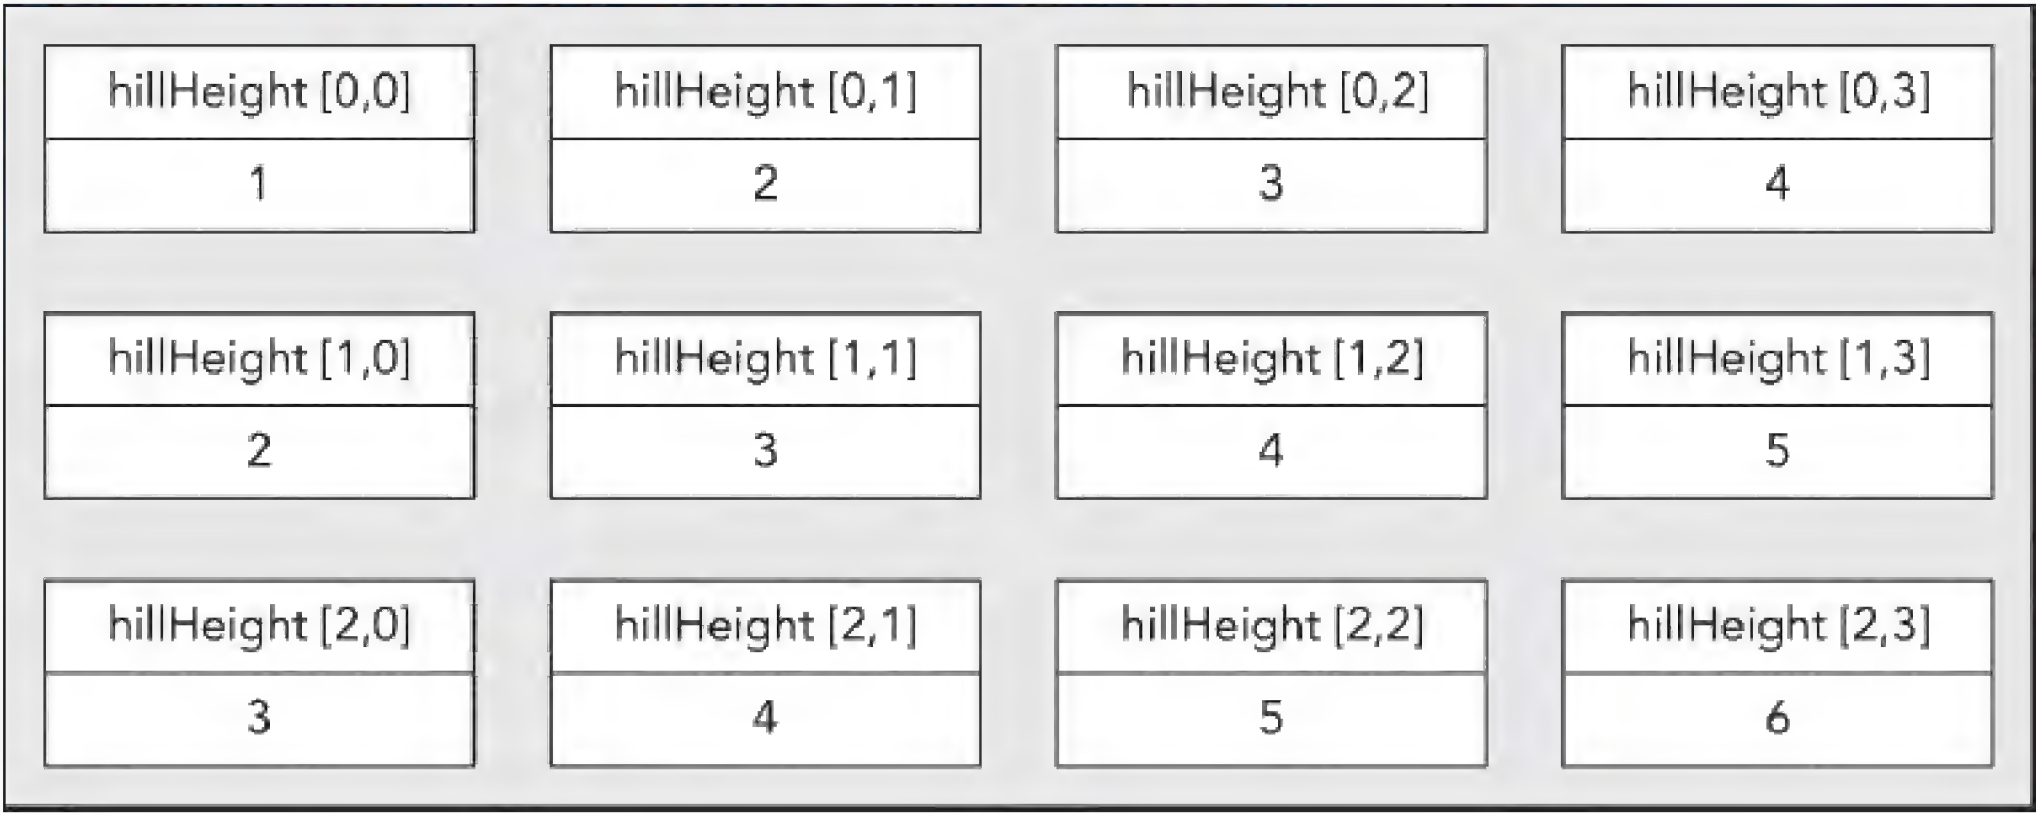 hillHeight [0,0] hillHeight [0,1] hillHeight [0,2] hillHeight [0,3]
1 2 3 4
hillHeight [1,0] hillHeight [1,1] hillHeight [1,2] hillHeight [1,3]
2 3 4 5
hillHeight [2,0] hillHeight [2,1] hillHeight [2,2] hillHeight [2,3]
3 4 5 6